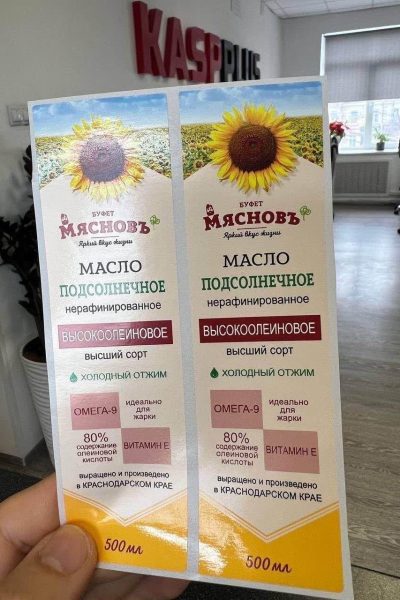 KASPPLUS
БУФЕТ
МЯСНОВЪ
Яркий вкус жизни
МАСЛО
ПОДСОЛНЕЧНОЕ
нерафинированное
ВЫСОКООЛЕИНОВОЕ
высший сорт
ХОЛОДНЫЙ ОТЖИМ
ОМЕГА-9
идеально
для
жарки
80%
содержание
олеиновой
кислоты
ВИТАМИН Е
выращено и произведено
в КРАСНОДАРСКОМ КРАЕ
500мл
БУФЕТ
МЯСНОВЪ
Яркий вкус жизни
МАСЛО
ПОДСОЛНЕЧНОЕ
нерафинированное
ВЫСОКООЛЕИНОВОЕ
высший сорт
ХОЛОДНЫЙ ОТЖИМ
ОМЕГА-9
идеально
для
жарки
80%
содержание
олеиновой
кислоты
ВИТАМИН Е
выращено и произведено
в КРАСНОДАРСКОМ КРАЕ
500мл